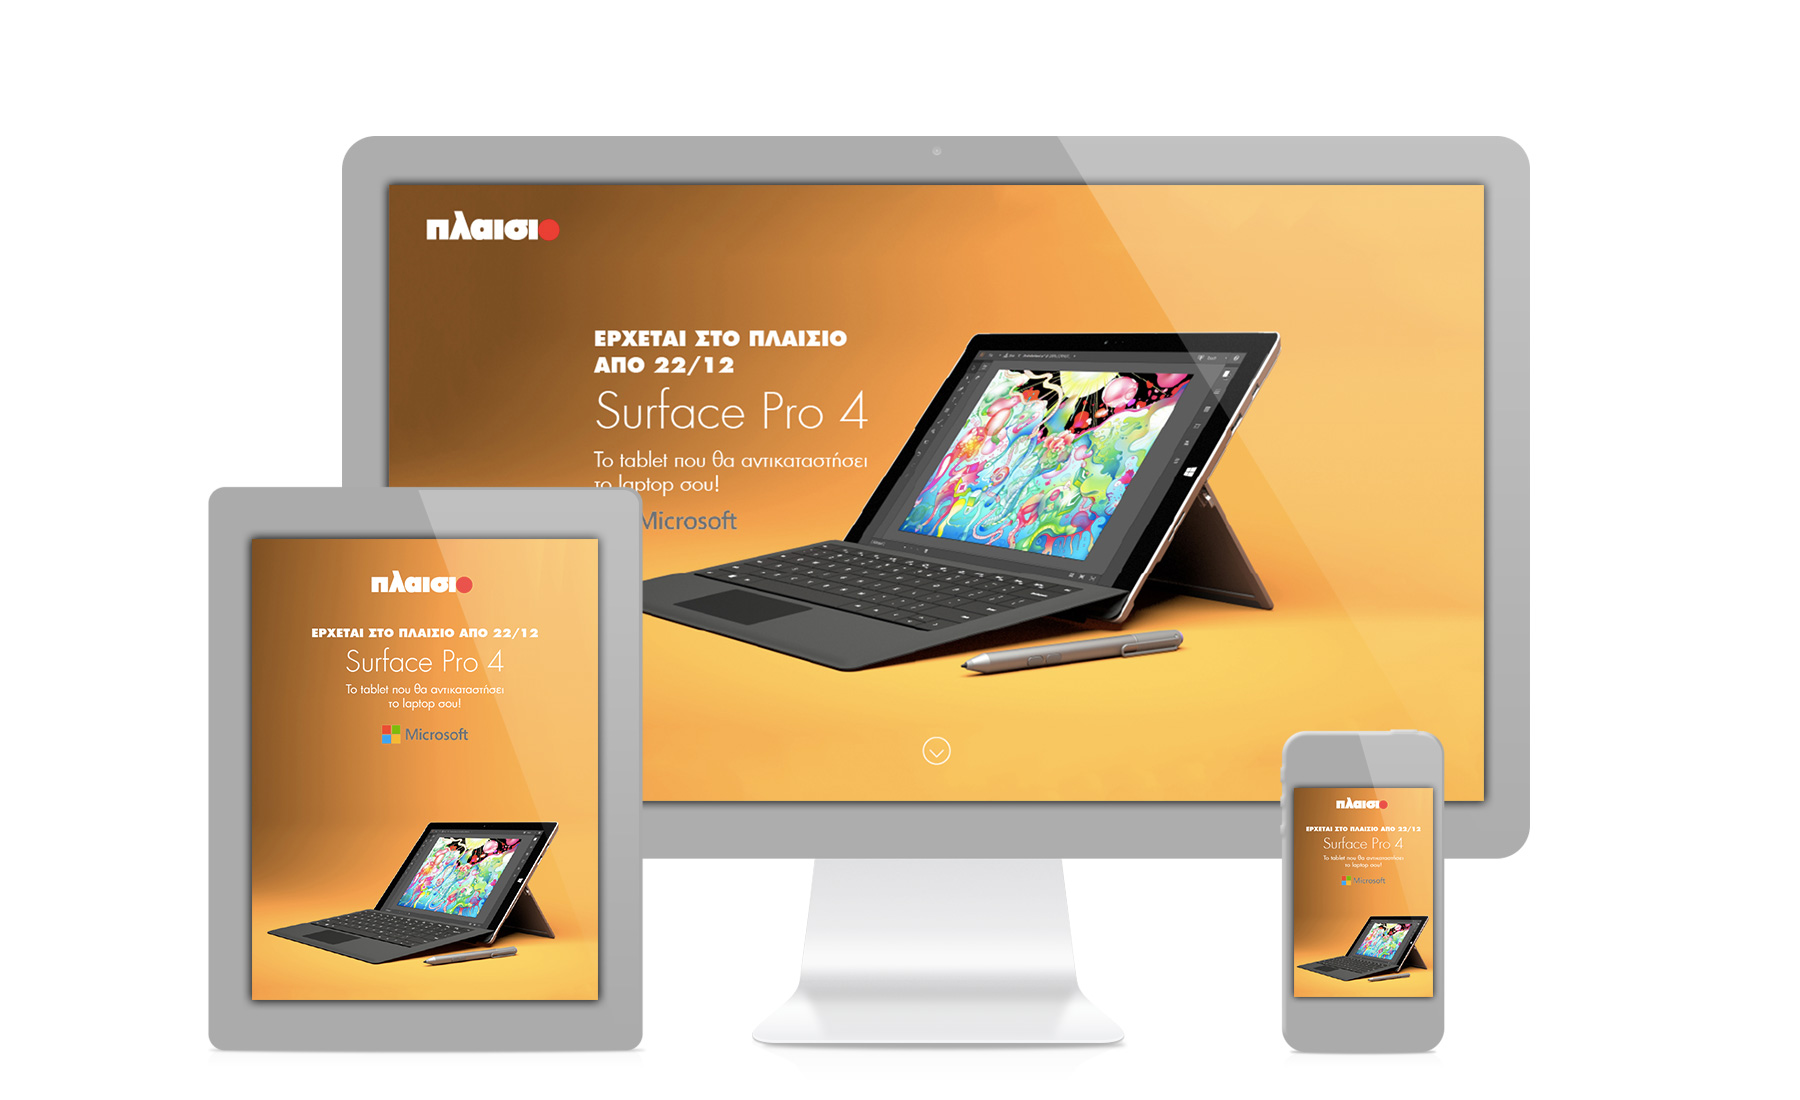 πλαισιο
ΕΡΧΕΤΑΙ ΣΤΟ ΠΛΑΙΣΙΟ
ΑΠΟ 22/12
Surface Pro 4
Το tablet που θα αντικαταστήσει
το laptop σου!
Microsoft
πλαισιο
ΕΡΧΕΤΑΙ ΣΤΟ ΠΛΑΙΣΙΟ ΑΠΟ 22/12
Surface Pro 4
Το tablet που θα αντικαταστήσει
το laptop σου!
Microsoft
πλαισιο
ΕΡΧΕΤΑΙ ΣΤΟ ΠΛΑΙΣΙΟ ΑΠΟ 22/12
Surface Pro 4
Το tablet που θα αντικαταστήσει
το laptop σου!
Microsoft